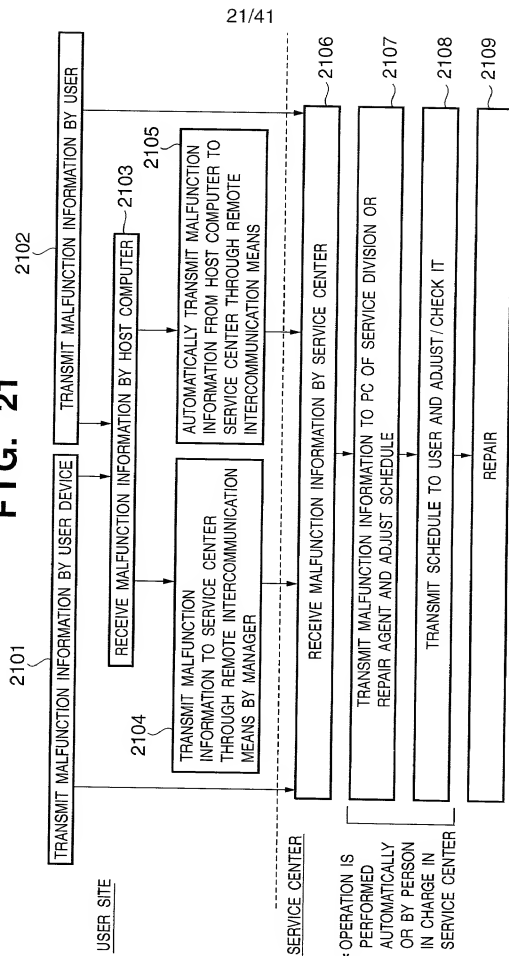 21/41
FIG. 21
2101
TRANSMIT MALFUNCTION INFORMATION BY USER DEVICE
2102
TRANSMIT MALFUNCTION INFORMATION BY USER
USER SITE
2103
RECEIVE MALFUNCTION INFORMATION BY HOST COMPUTER
2104
TRANSMIT MALFUNCTION
INFORMATION TO SERVICE CENTER
THROUGH REMOTE INTERCOMMUNICATION
MEANS BY MANAGER
2105
AUTOMATICALLY TRANSMIT MALFUNCTION
INFORMATION FROM HOST COMPUTER TO
SERVICE CENTER THROUGH REMOTE
INTERCOMMUNICATION MEANS
SERVICE CENTER
RECEIVE MALFUNCTION INFORMATION BY SERVICE CENTER
2106
TRANSMIT MALFUNCTION INFORMATION TO PC OF SERVICE DIVISION OR
REPAIR AGENT AND ADJUST SCHEDULE
2107
TRANSMIT SCHEDULE TO USER AND ADJUST/CHECK IT
2108
REPAIR
2109
OPERATION IS
PERFORMED
AUTOMATICALLY
OR BY PERSON
IN CHARGE IN
SERVICE CENTER